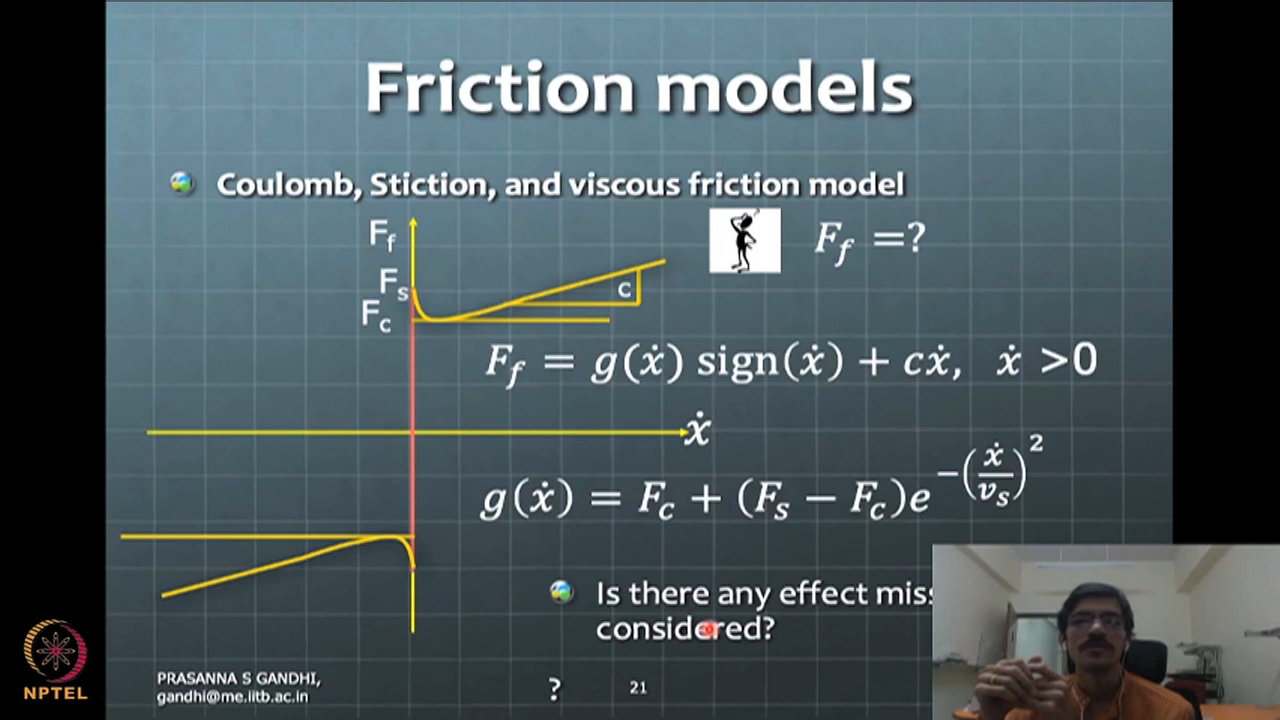 Friction models
Coulomb, Stiction, and viscous friction model
F_f
F_f =?
F_s
c
F_c
F_f = g(ẋ) sign(ẋ) + cẋ, ẋ >0
ẋ
g(ẋ) = F_c + (F_s − F_c)e^{−(ẋ/v_s)^2}
Is there any effect
considered?
PRASANNA S GANDHI,
gandhi@me.iitb.ac.in
?
21
NPTEL